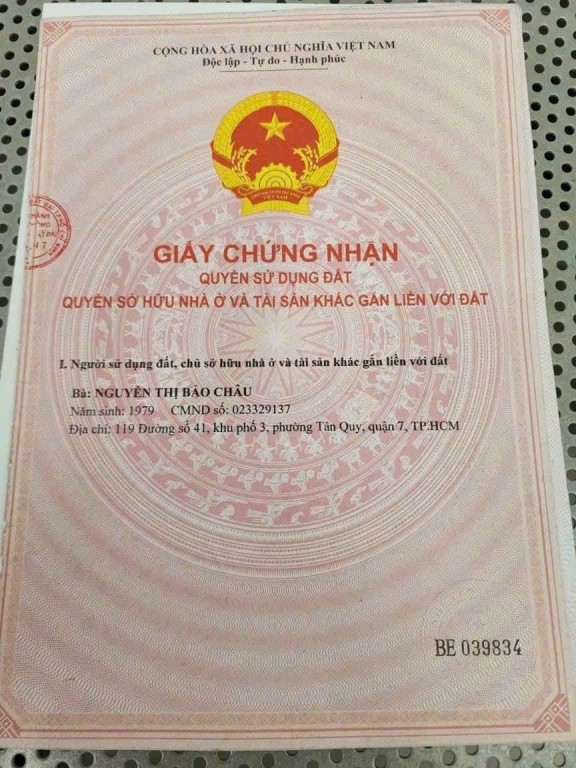 CỘNG HÒA XÃ HỘI CHỦ NGHĨA VIỆT NAM
Độc lập - Tự do - Hạnh phúc
VIỆT NAM
GIẤY CHỨNG NHẬN
QUYỀN SỬ DỤNG ĐẤT
QUYỀN SỞ HỮU NHÀ Ở VÀ TÀI SẢN KHÁC GẮN LIỀN VỚI ĐẤT
I. Người sử dụng đất, chủ sở hữu nhà ở và tài sản khác gắn liền với đất
Bà: NGUYỄN THỊ BẢO CHÂU
Năm sinh: 1979 CMND số: 023329137
Địa chỉ: 119 Đường số 41, khu phố 3, phường Tân Quy, quận 7, TP.HCM
BE 039834